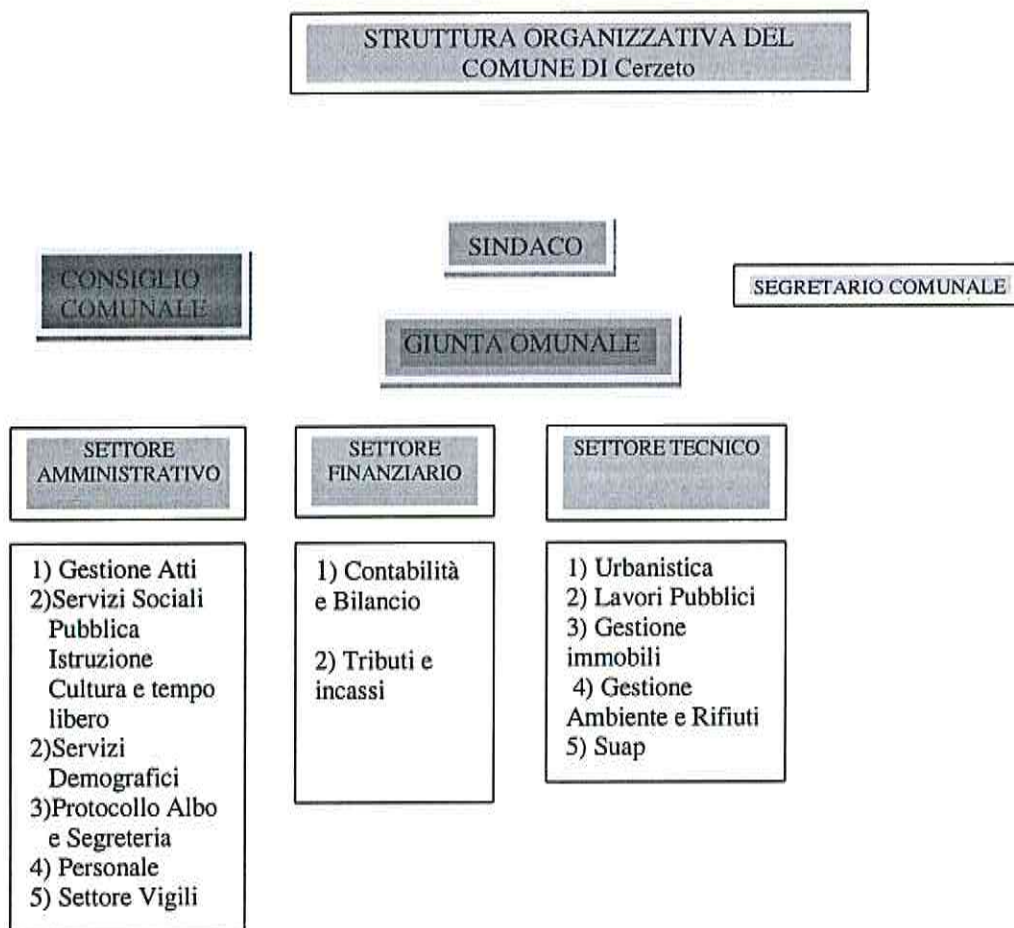 STRUTTURA ORGANIZZATIVA DEL
COMUNE DI Cerzeto
SINDACO
CONSIGLIO
COMUNALE
SEGRETARIO COMUNALE
GIUNTA OMUNALE
SETTORE
AMMINISTRATIVO
SETTORE
FINANZIARIO
SETTORE TECNICO
1) Gestione Atti
2)Servizi Sociali
Pubblica
Istruzione
Cultura e tempo
libero
2)Servizi
Demografici
3)Protocollo Albo
e Segreteria
4) Personale
5) Settore Vigili
1) Contabilità
e Bilancio
2) Tributi e
incassi
1) Urbanistica
2) Lavori Pubblici
3) Gestione
immobili
4) Gestione
Ambiente e Rifiuti
5) Suap